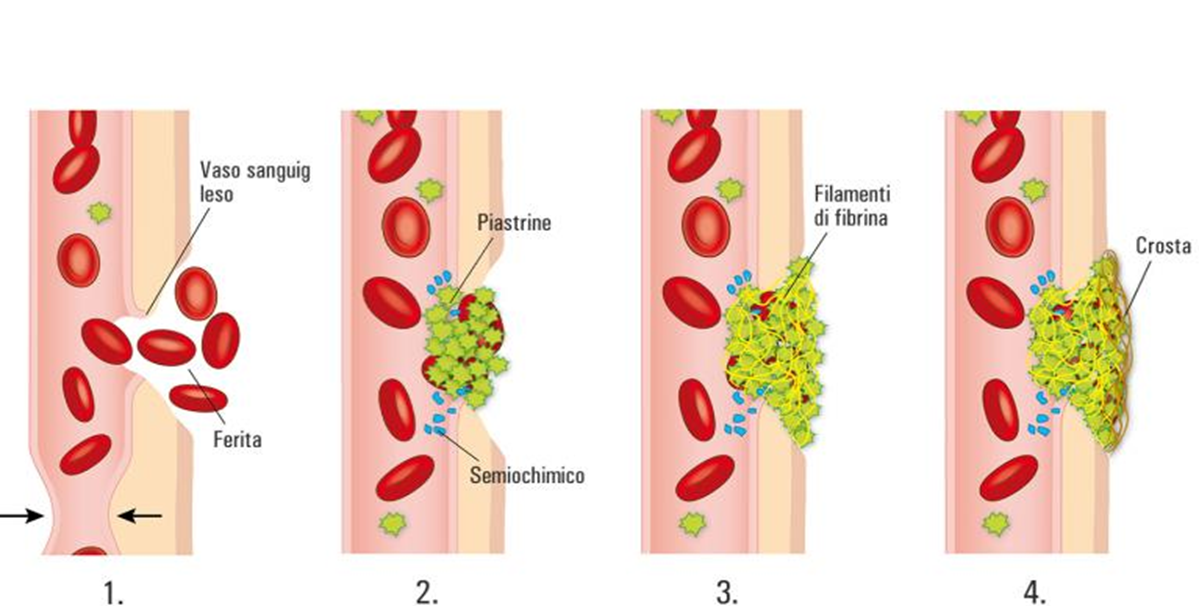 Vaso sanguig
leso
Ferita
1.
Piastrine
Semiochimico
2.
Filamenti
di fibrina
3.
Crosta
4.